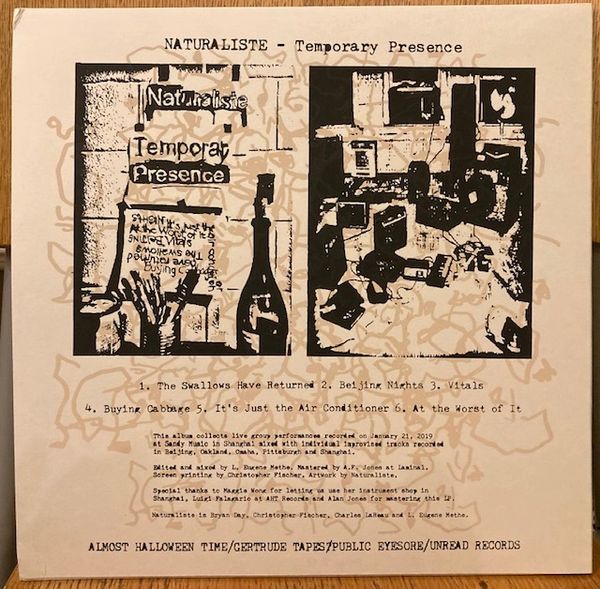 NATURALISTE - Temporary Presence
Naturaliste
Temporary
Presence
1. The Swallows Have Returned 2. Beijing Nights 3. Vitals
4. Buying Cabbage 5. It's Just the Air Conditioner 6. At the Worst of It
This album collects live group performances recorded on January 21, 2019
at Sandy Music in Shanghai mixed with individual improvised tracks recorded
in Beijing, Oakland, Omaha, Pittsburgh and Shanghai.
Edited and mixed by L. Eugene Methe. Mastered by A.F. Jones at Laminal.
Screen printing by Christopher Fischer. Artwork by Naturaliste.
Special thanks to Maggie Wong for letting us use her instrument shop in
Shanghai, Luigi Falagario at AHT Records and Alan Jones for mastering this LP.
Naturaliste is Bryan Day, Christopher Fischer, Charles LaReau and L. Eugene Methe.
ALMOST HALLOWEEN TIME/GERTRUDE TAPES/PUBLIC EYESORE/UNREAD RECORDS